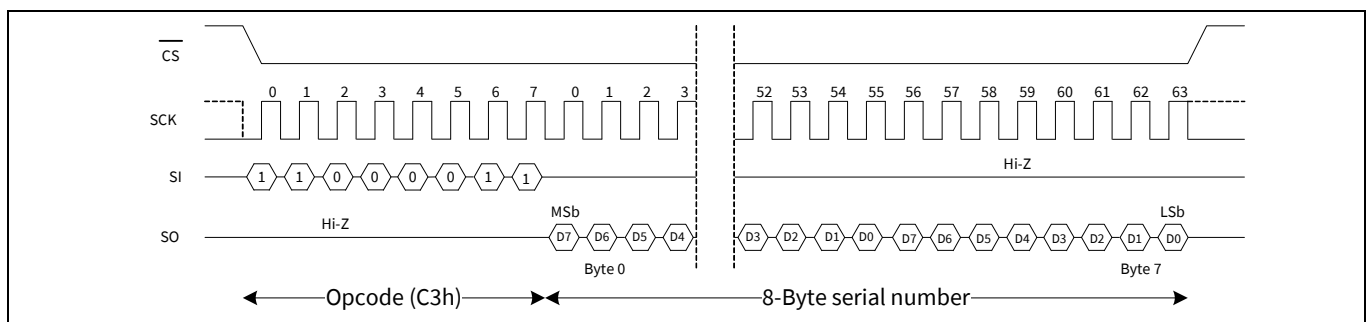 CS
0 1 2 3 4 5 6 7 0 1 2 3 52 53 54 55 56 57 58 59 60 61 62 63
SCK
Hi-Z
SI 1 1 0 0 0 0 1 1
Hi-Z MSb LSb
SO D7 D6 D5 D4 D3 D2 D1 D0 D7 D6 D5 D4 D3 D2 D1 D0
Byte 0 Byte 7
Opcode (C3h) 8-Byte serial number